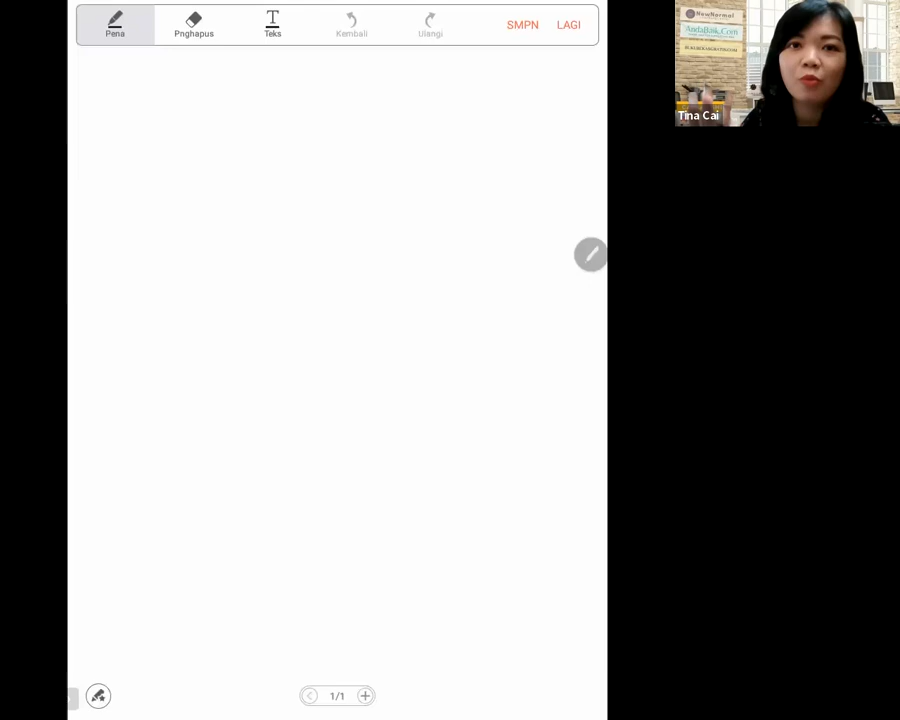 Pena
Pnghapus
Teks
Kembali
Ulangi
SMPN
LAGI
NewNormal
AndaBaik.Com
Tina Cai
1/1